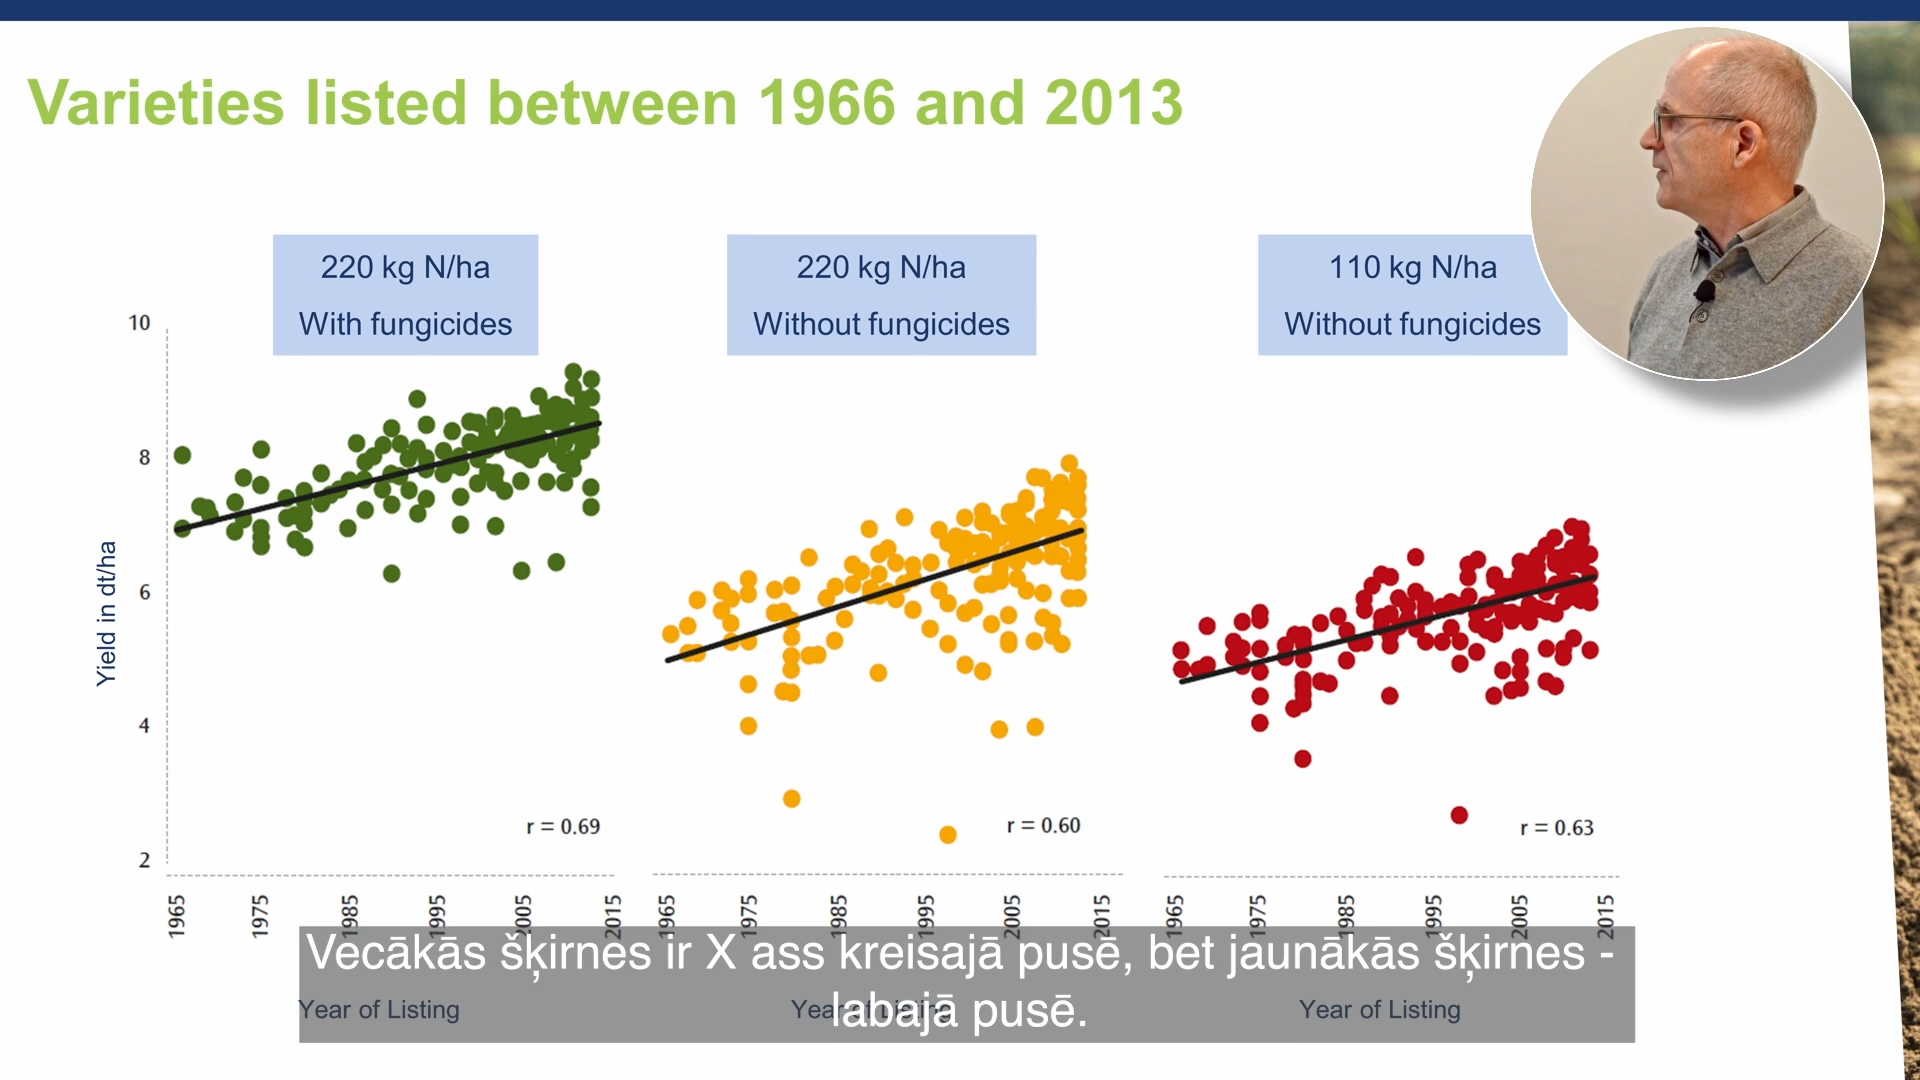 Varieties listed between 1966 and 2013
220 kg N/ha
With fungicides
220 kg N/ha
Without fungicides
110 kg N/ha
Without fungicides
Yield in dt/ha
10
8
6
4
2
r = 0.69
r = 0.60
r = 0.63
1965
1975
1985
1995
2005
2015
1965
1975
1985
1995
2005
2015
1965
1975
1985
1995
2005
2015
Vecākās šķirnes ir X ass kreisajā pusē, bet jaunākās šķirnes -
labajā pusē.
Year of Listing
Year of Listing
Year of Listing